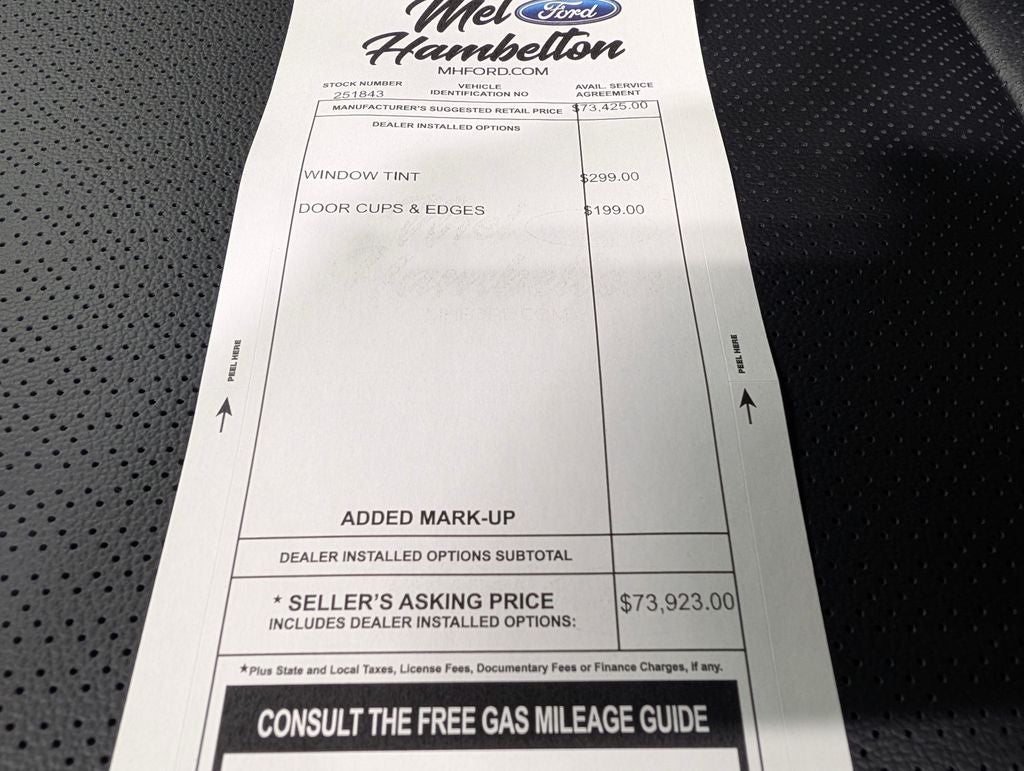 Mel Ford
Hambelton
MHFORD.COM
STOCK NUMBER
251843
VEHICLE
IDENTIFICATION NO
AVAIL. SERVICE
AGREEMENT
MANUFACTURER'S SUGGESTED RETAIL PRICE $73,425.00
DEALER INSTALLED OPTIONS
WINDOW TINT $299.00
DOOR CUPS & EDGES $199.00
PEEL HERE
PEEL HERE
ADDED MARK-UP
DEALER INSTALLED OPTIONS SUBTOTAL
* SELLER'S ASKING PRICE $73,923.00
INCLUDES DEALER INSTALLED OPTIONS:
*Plus State and Local Taxes, License Fees, Documentary Fees or Finance Charges, if any.
CONSULT THE FREE GAS MILEAGE GUIDE